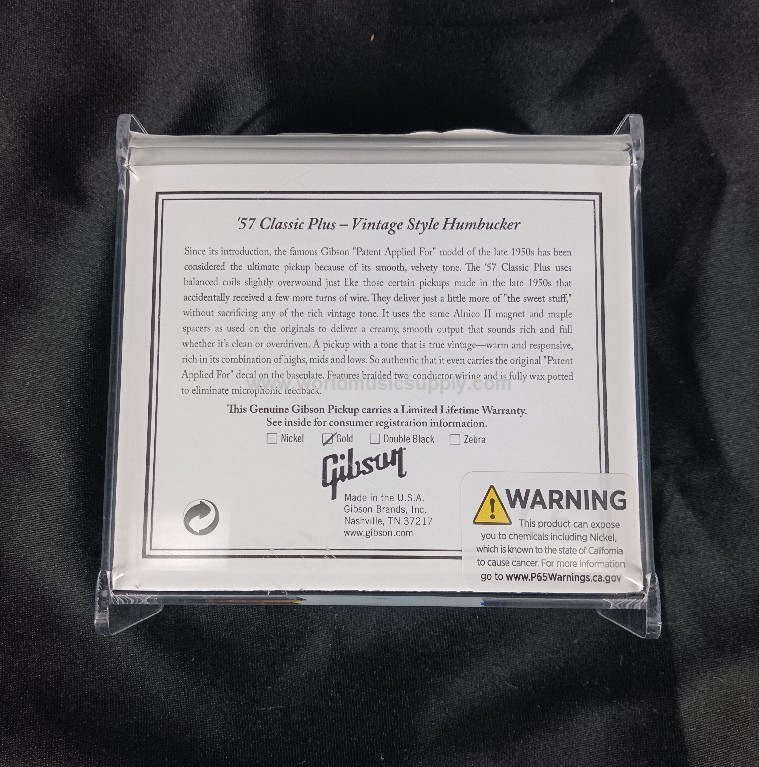 '57 Classic Plus – Vintage Style Humbucker
Since its introduction, the famous Gibson "Patent Applied For" model of the late 1950s has been
considered the ultimate pickup because of its smooth, velvety tone. The '57 Classic Plus uses
balanced coils slightly overwound just like those certain pickups made in the late 1950s that
accidentally received a few more turns of wire. They deliver just a little more of "the sweet stuff,"
without sacrificing any of the rich vintage tone. It uses the same Alnico II magnet and maple
spacers as used on the originals to deliver a creamy, smooth output that sounds rich and full
whether it's clean or overdriven. A pickup with a tone that is true vintage—warm and responsive,
rich in its combination of highs, mids and lows. So authentic that it even carries the original "Patent
Applied For" decal on the baseplate. Features braided two-conductor wiring and is fully wax potted
www.worldmusicsupply.com
to eliminate microphonic feedback.
This Genuine Gibson Pickup carries a Limited Lifetime Warranty.
See inside for consumer registration information.
Nickel Gold Double Black Zebra
Gibson
Made in the U.S.A.
Gibson Brands, Inc.
Nashville, TN 37217
www.gibson.com
WARNING
This product can expose
you to chemicals including Nickel,
which is known to the state of California
to cause cancer. For more information
go to www.P65Warnings.ca.gov